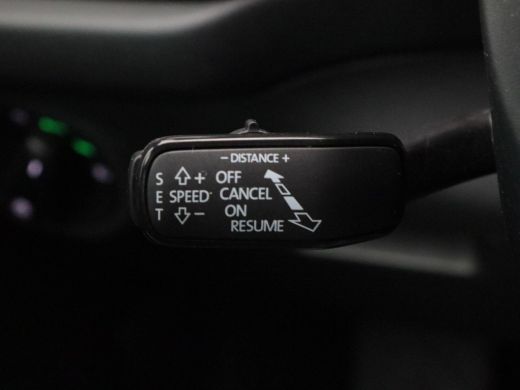 - DISTANCE +
S + OFF
E SPEED CANCEL
T - ON
RESUME